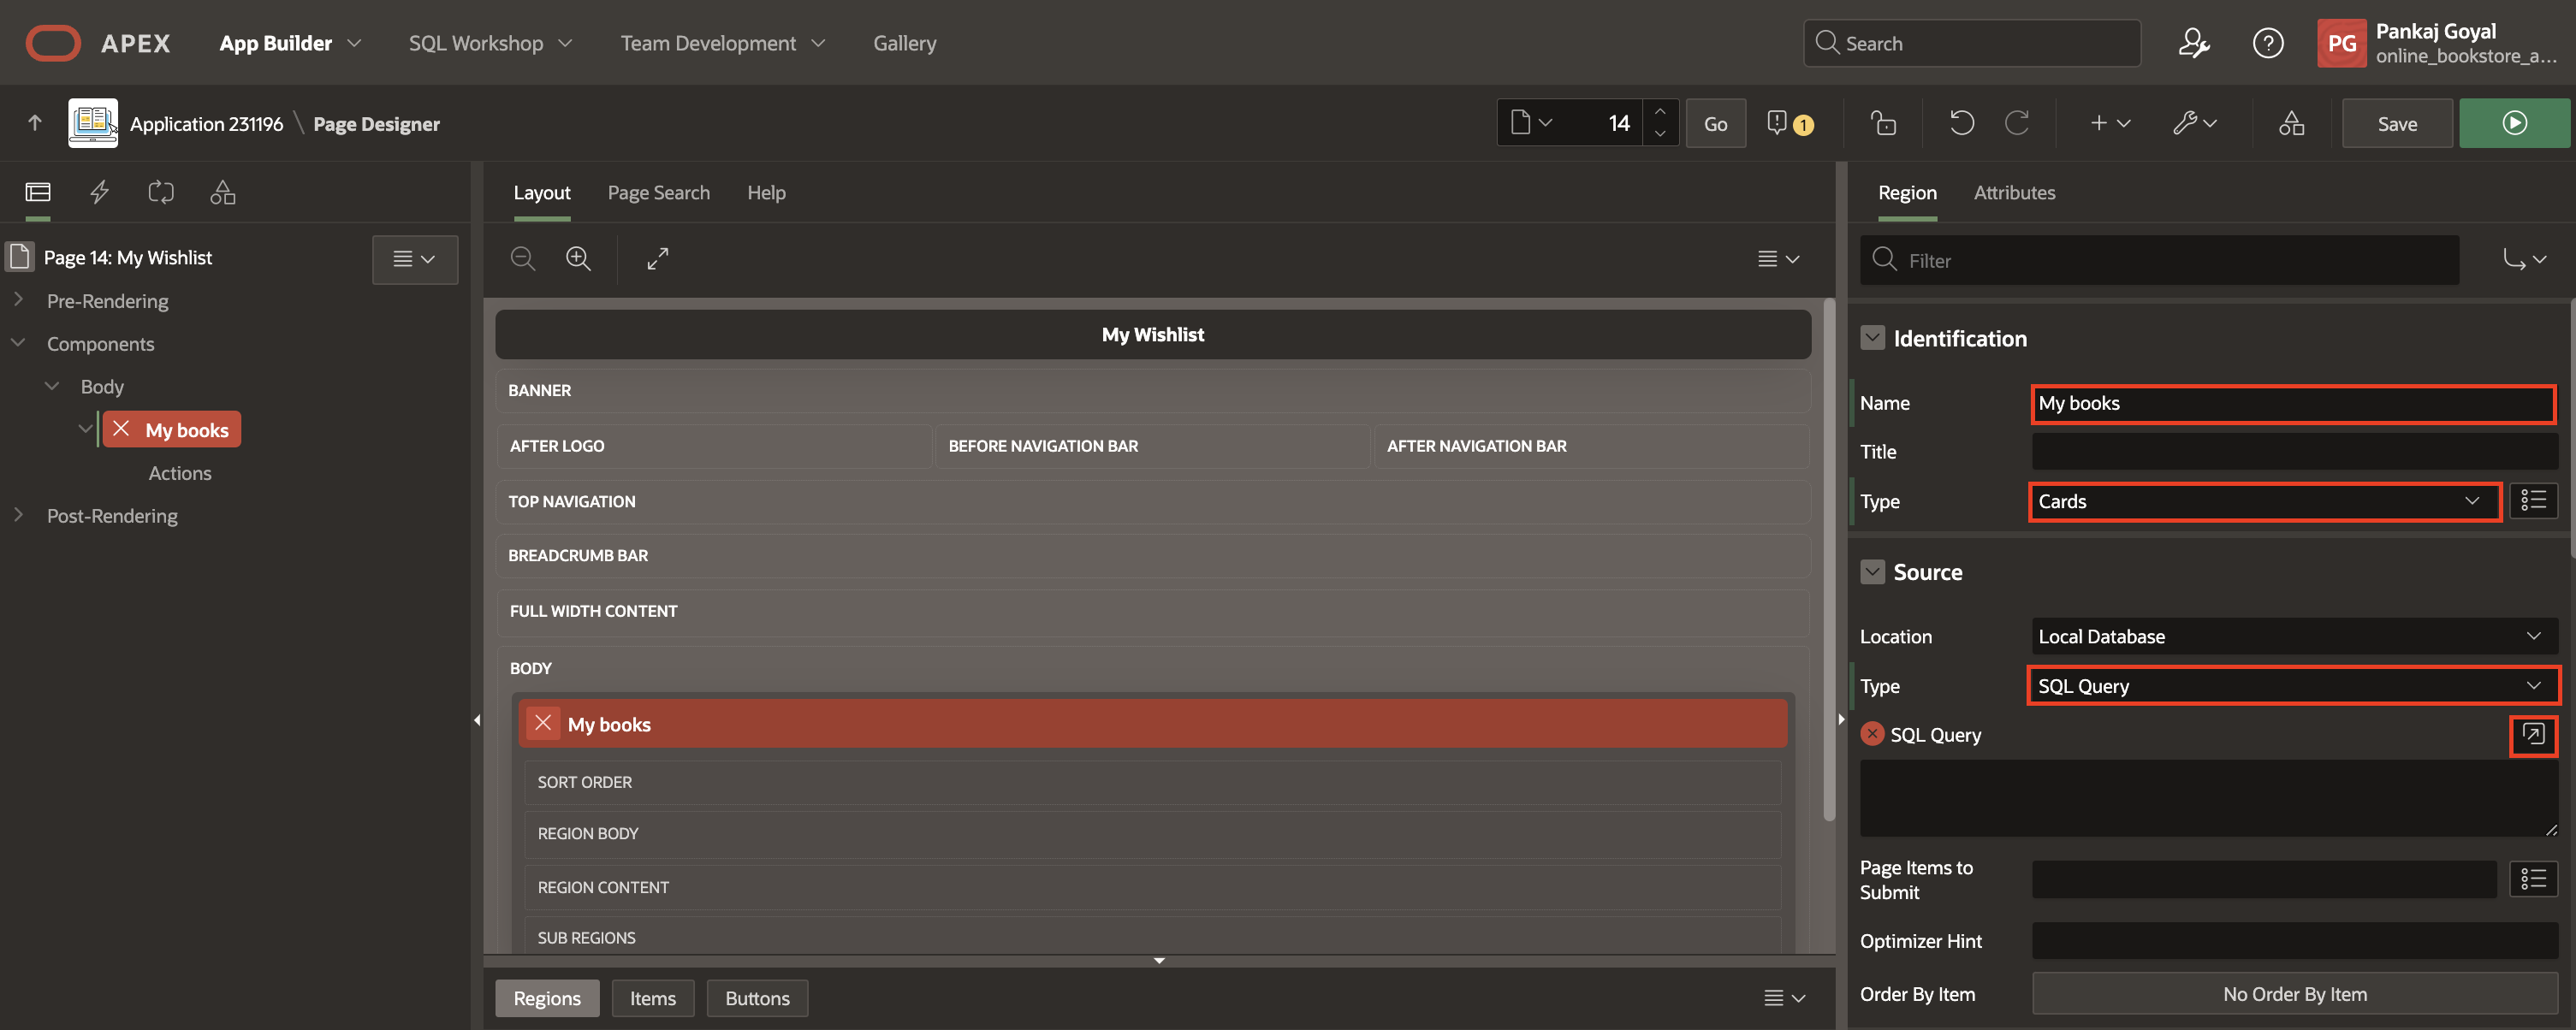 APEX App Builder SQL Workshop Team Development Gallery Search PG Pankaj Goyal
online_bookstore_a...
Application 231196 \ Page Designer 14 Go 1 Save
Layout Page Search Help
Region Attributes
Page 14: My Wishlist
Filter
Pre-Rendering
Components
Body
My books
Actions
Post-Rendering
My Wishlist
BANNER
AFTER LOGO BEFORE NAVIGATION BAR AFTER NAVIGATION BAR
TOP NAVIGATION
BREADCRUMB BAR
FULL WIDTH CONTENT
BODY
My books
SORT ORDER
REGION BODY
REGION CONTENT
SUB REGIONS
Regions Items Buttons
Identification
Name My books
Title
Type Cards
Source
Location Local Database
Type SQL Query
SQL Query
Page Items to
Submit
Optimizer Hint
Order By Item No Order By Item